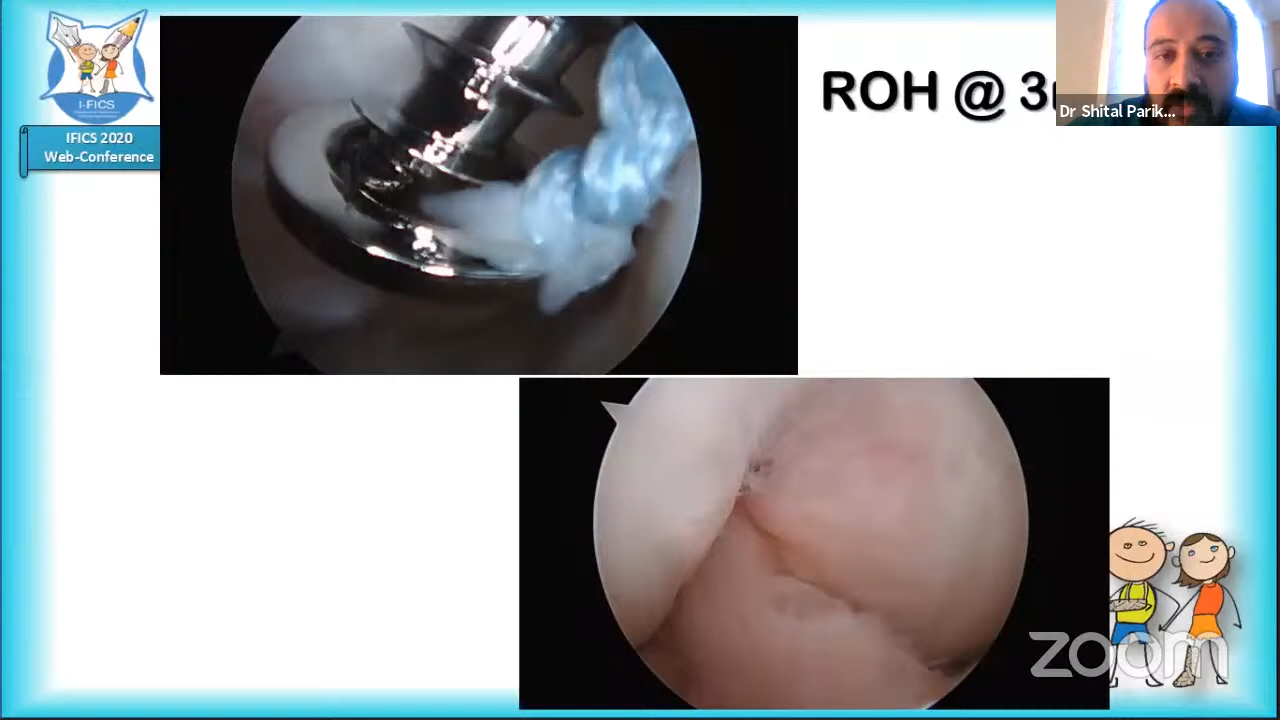 I-FICS
IFICS 2020
Web-Conference
ROH @ 3
Dr Shital Parik...
zoom